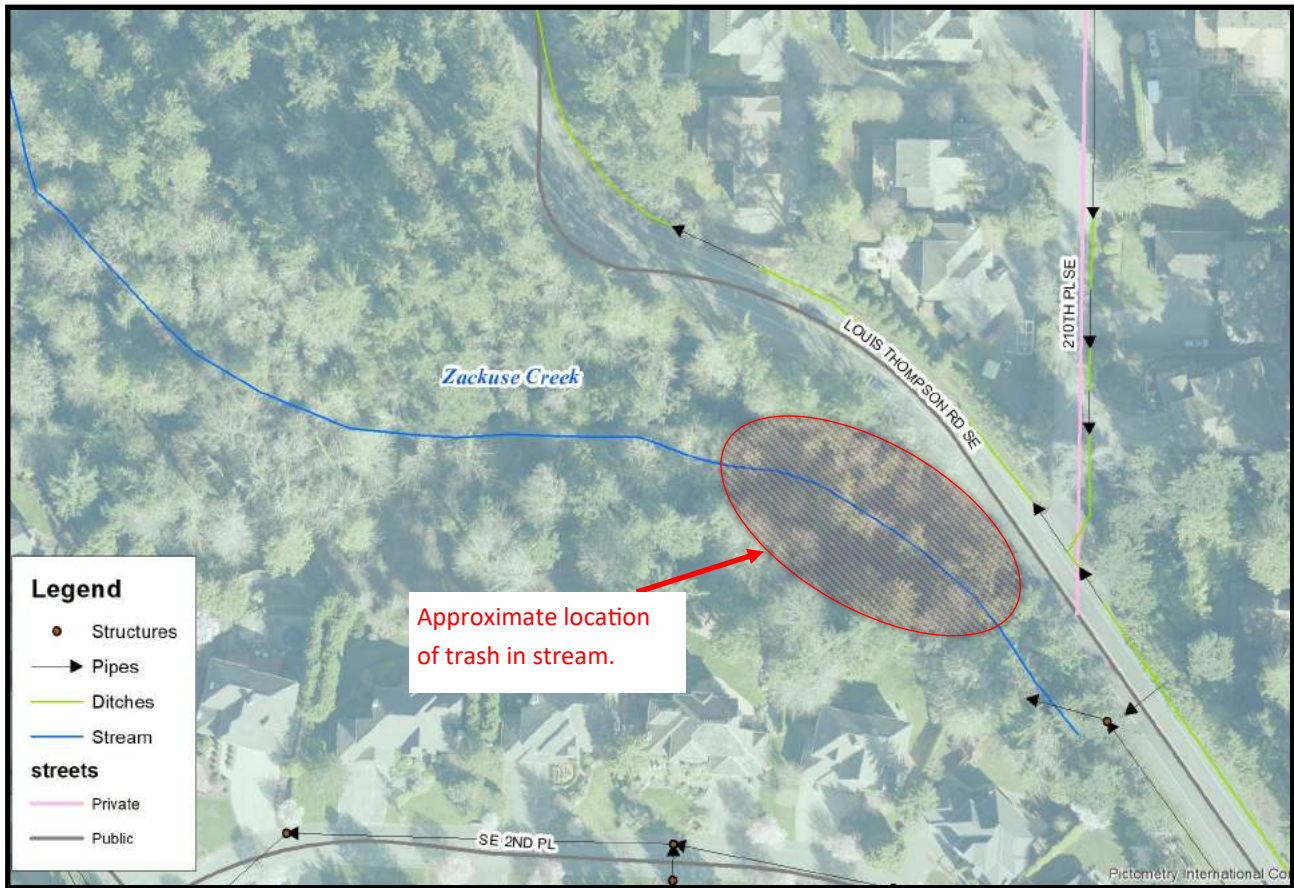 210TH PL SE
LOUIS THOMPSON RD SE
Zackuse Creek
Approximate location
of trash in stream.
Legend
Structures
Pipes
Ditches
Stream
streets
Private
Public
SE 2ND PL
Pictometry International Co